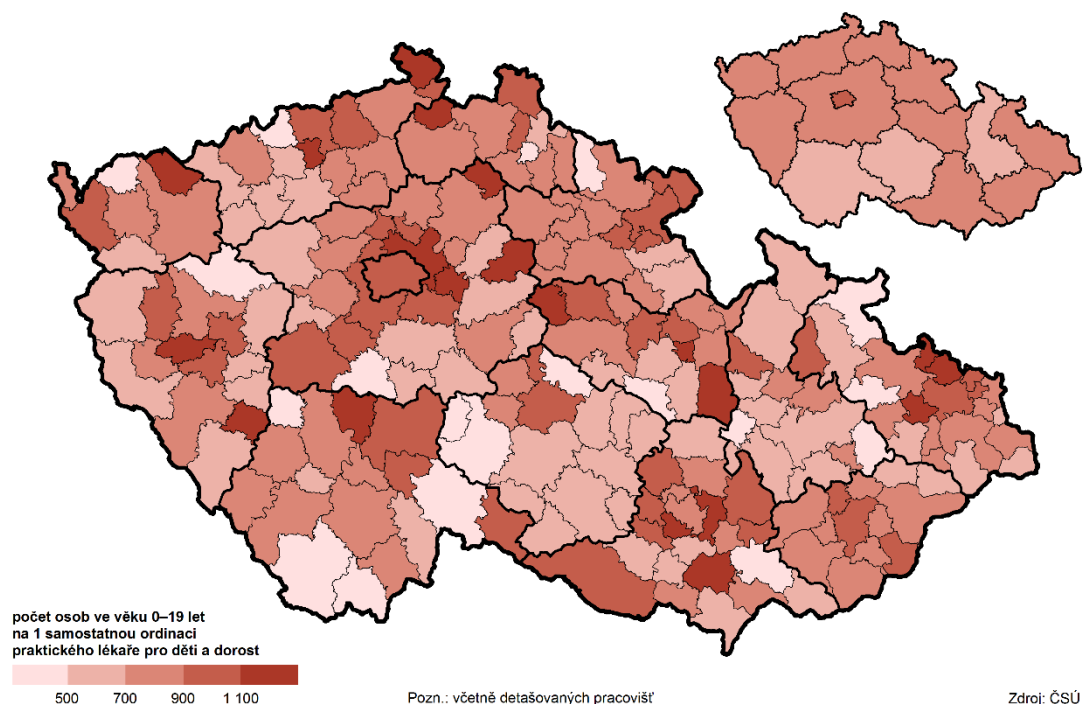 počet osob ve věku 0–19 let
na 1 samostatnou ordinaci
praktického lékaře pro děti a dorost
500 700 900 1 100
Pozn.: včetně detašovaných pracovišť
Zdroj: ČSÚ